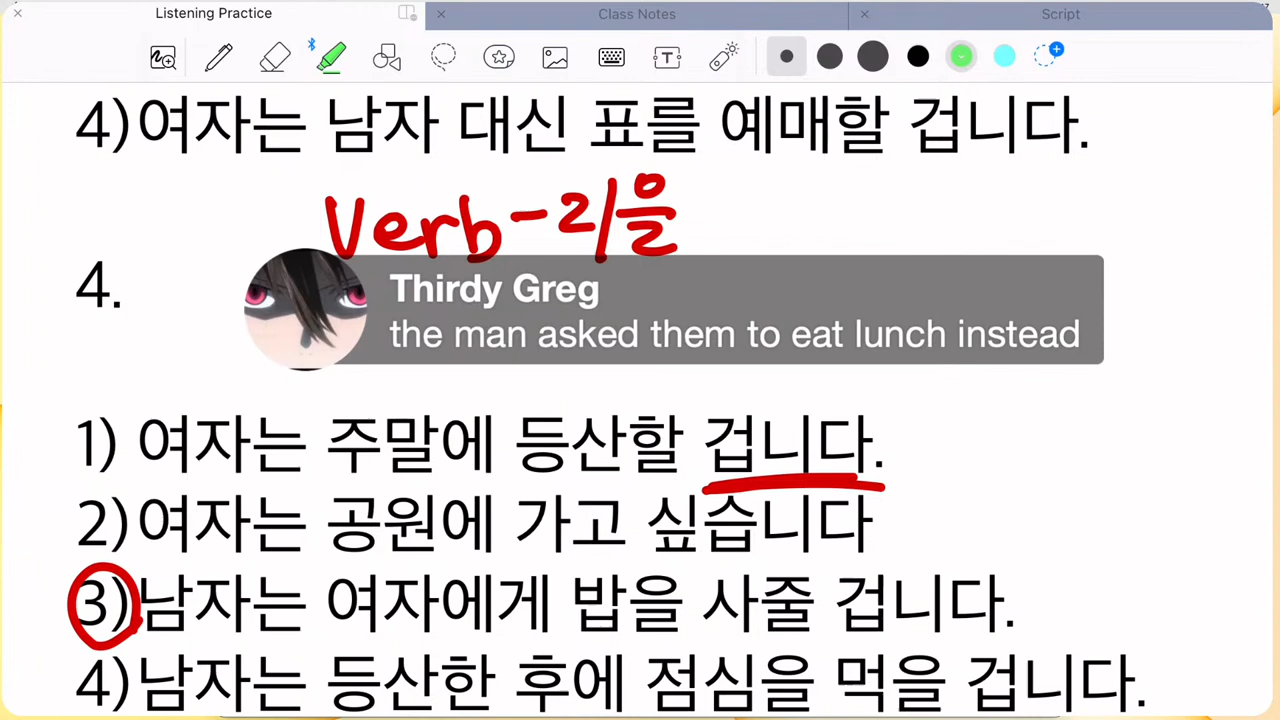 Listening Practice
Class Notes
Script
4)여자는 남자 대신 표를 예매할 겁니다.
Verb-ㄹ/을
4.
Thirdy Greg
the man asked them to eat lunch instead
1) 여자는 주말에 등산할 겁니다.
2)여자는 공원에 가고 싶습니다
3)남자는 여자에게 밥을 사줄 겁니다.
4)남자는 등산한 후에 점심을 먹을 겁니다.